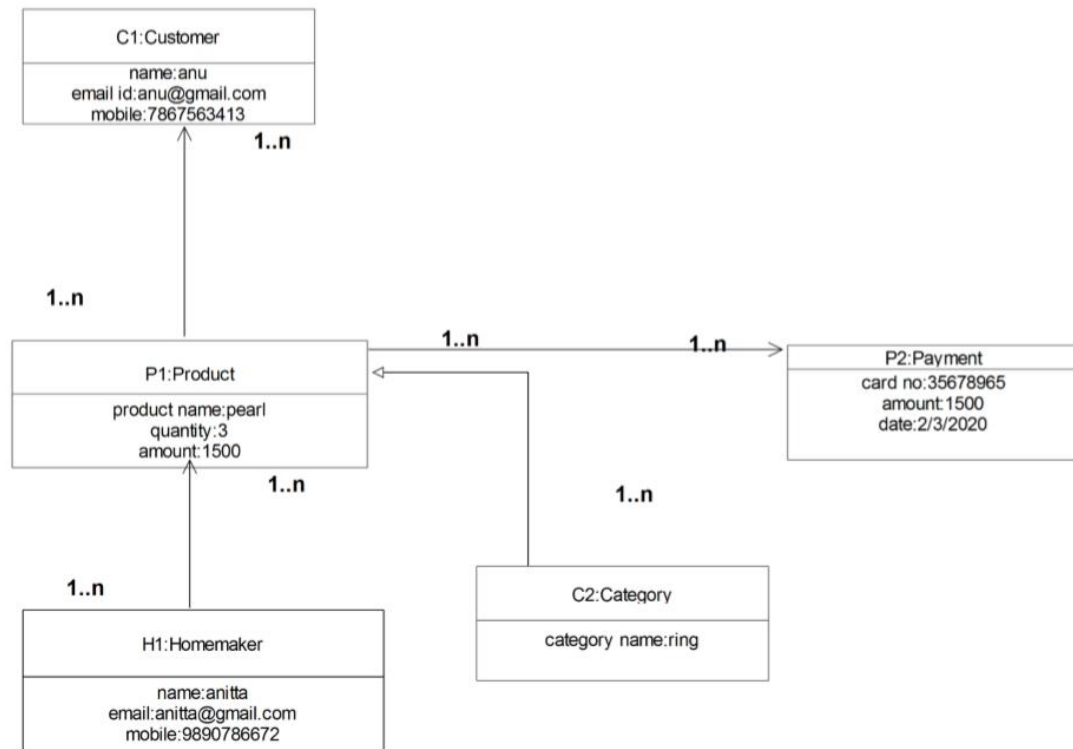 C1:Customer
name:anu
email id:anu@gmail.com
mobile:7867563413
1..n
1..n
1..n
1..n
P1:Product
product name:pearl
quantity:3
amount:1500
P2:Payment
card no:35678965
amount:1500
date:2/3/2020
1..n
1..n
1..n
C2:Category
category name:ring
H1:Homemaker
name:anitta
email:anitta@gmail.com
mobile:9890786672